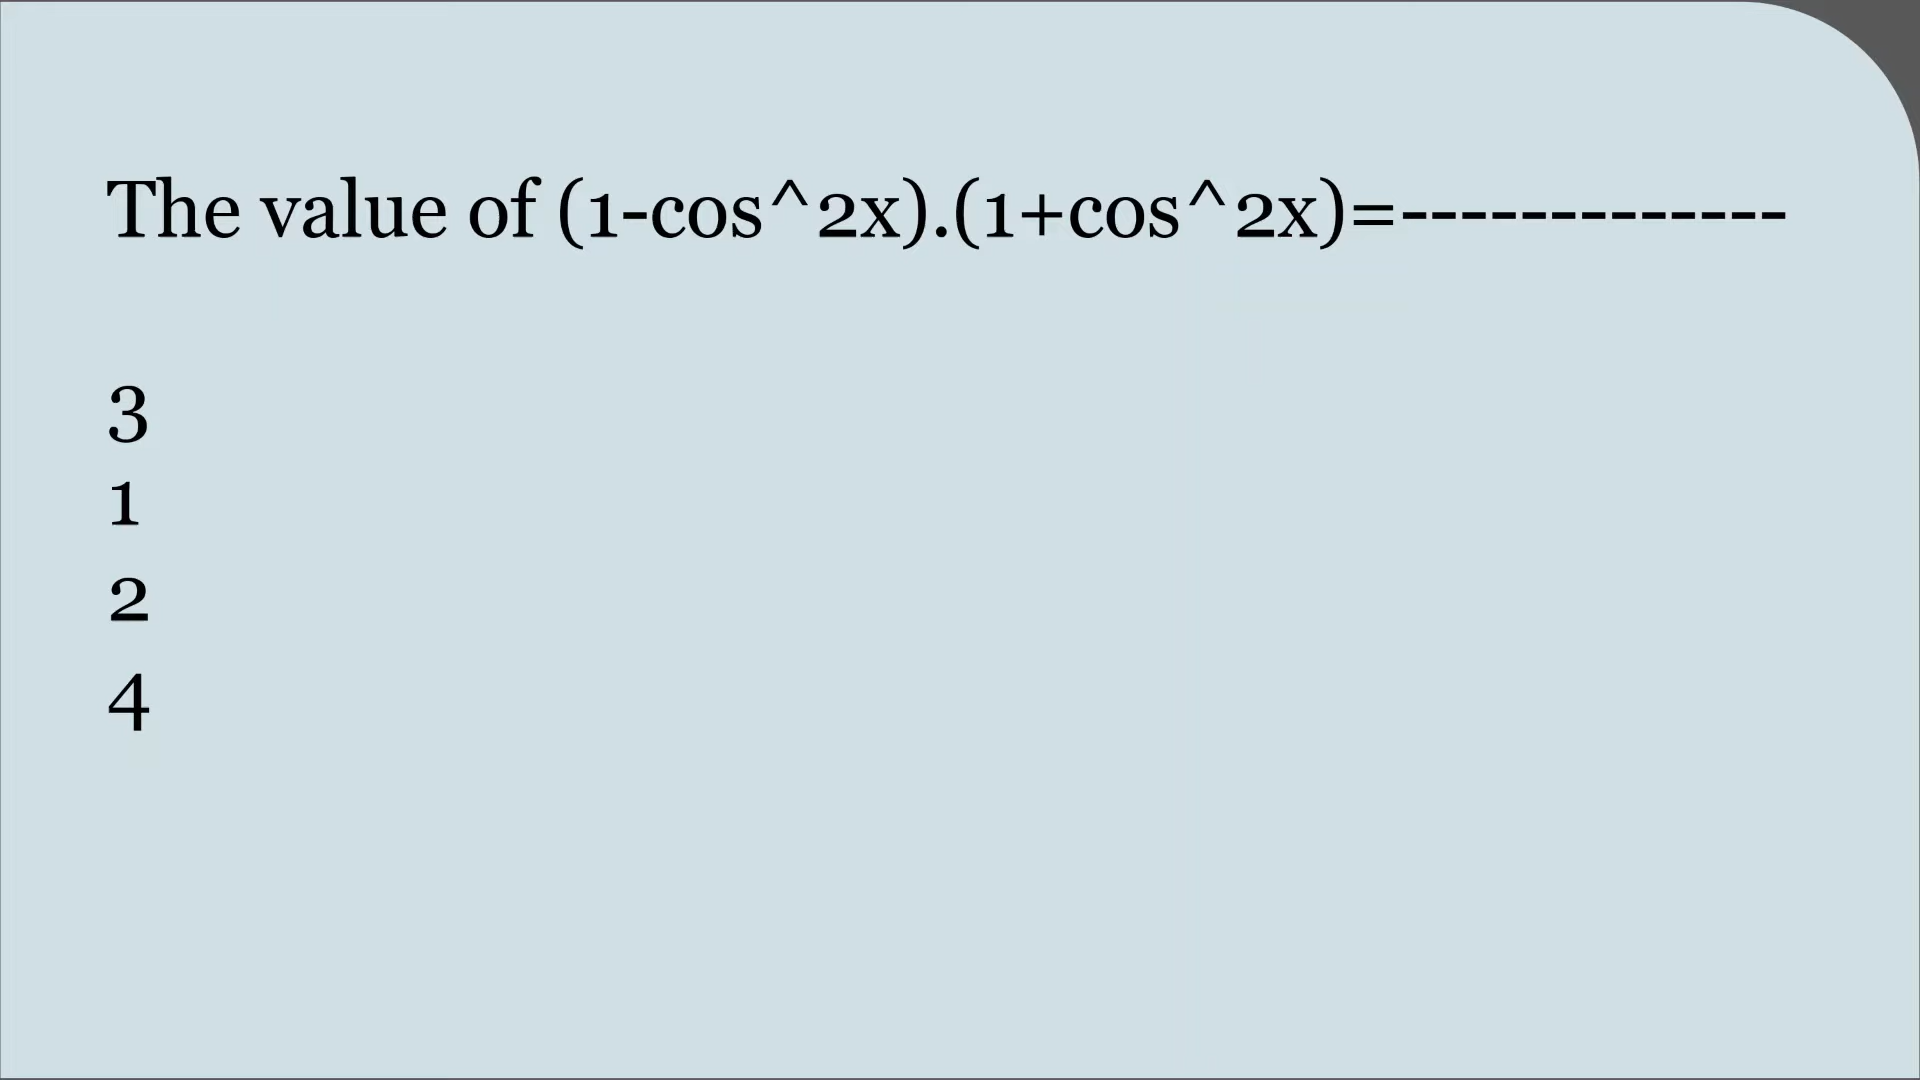 The value of (1-cos^2x).(1+cos^2x)=-------------
3
1
2
4